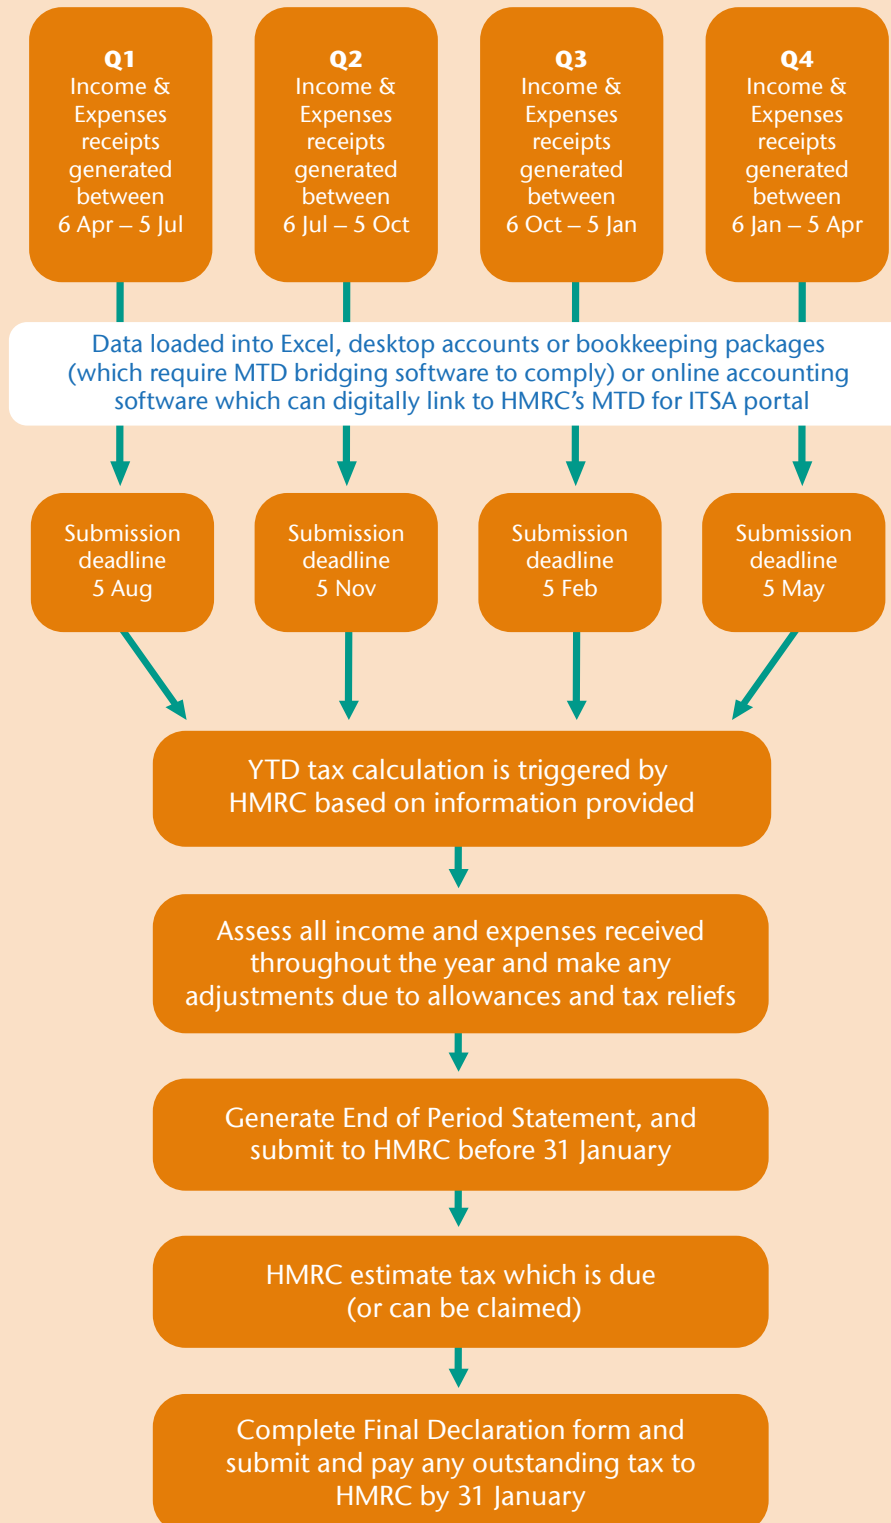 Q1
Income &
Expenses
receipts
generated
between
6 Apr – 5 Jul
Q2
Income &
Expenses
receipts
generated
between
6 Jul – 5 Oct
Q3
Income &
Expenses
receipts
generated
between
6 Oct – 5 Jan
Q4
Income &
Expenses
receipts
generated
between
6 Jan – 5 Apr
Data loaded into Excel, desktop accounts or bookkeeping packages
(which require MTD bridging software to comply) or online accounting
software which can digitally link to HMRC’s MTD for ITSA portal
Submission
deadline
5 Aug
Submission
deadline
5 Nov
Submission
deadline
5 Feb
Submission
deadline
5 May
YTD tax calculation is triggered by
HMRC based on information provided
Assess all income and expenses received
throughout the year and make any
adjustments due to allowances and tax reliefs
Generate End of Period Statement, and
submit to HMRC before 31 January
HMRC estimate tax which is due
(or can be claimed)
Complete Final Declaration form and
submit and pay any outstanding tax to
HMRC by 31 January